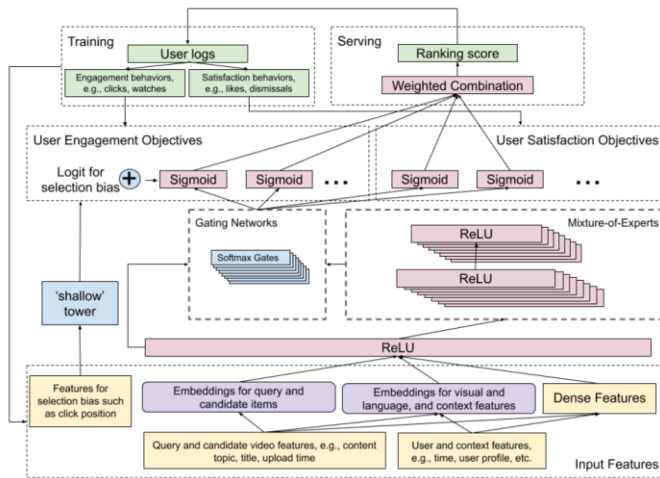 Training
User logs
Engagement behaviors,
e.g., clicks, watches
Satisfaction behaviors,
e.g., likes, dismissals
Serving
Ranking score
Weighted Combination
User Engagement Objectives
User Satisfaction Objectives
Logit for
selection bias
+
Sigmoid
Sigmoid
...
Sigmoid
Sigmoid
...
Gating Networks
Softmax Gates
Mixture-of-Experts
ReLU
ReLU
'shallow'
tower
ReLU
Features for
selection bias such
as click position
Embeddings for query and
candidate items
Embeddings for visual and
language, and context features
Dense Features
Query and candidate video features, e.g., content
topic, title, upload time
User and context features,
e.g., time, user profile, etc.
Input Features